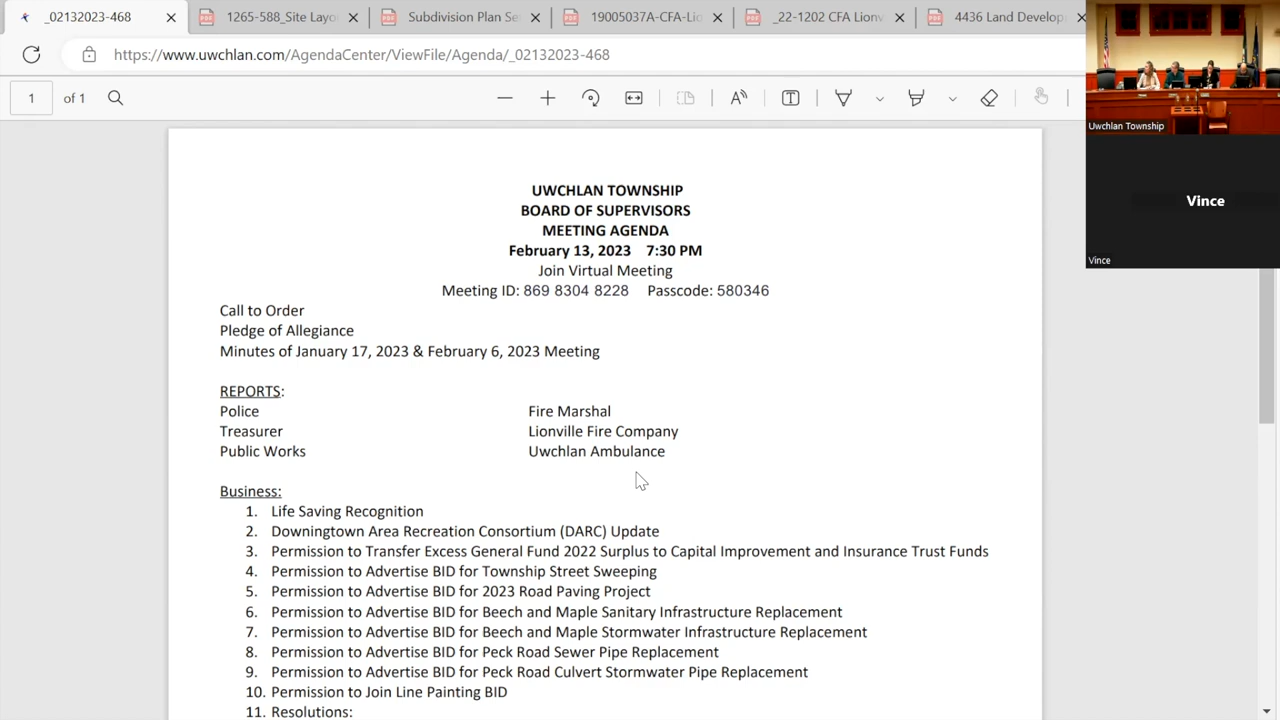 _02132023-468
1265-588_Site Layo
Subdivision Plan Se
19005037A-CFA-Lio
_22-1202 CFA Lionv
4436 Land Develop
https://www.uwchlan.com/AgendaCenter/ViewFile/Agenda/_02132023-468
1 of 1
UWCHLAN TOWNSHIP
BOARD OF SUPERVISORS
MEETING AGENDA
February 13, 2023 7:30 PM
Join Virtual Meeting
Meeting ID: 869 8304 8228 Passcode: 580346
Call to Order
Pledge of Allegiance
Minutes of January 17, 2023 & February 6, 2023 Meeting
REPORTS:
Police Fire Marshal
Treasurer Lionville Fire Company
Public Works Uwchlan Ambulance
Business:
1. Life Saving Recognition
2. Downingtown Area Recreation Consortium (DARC) Update
3. Permission to Transfer Excess General Fund 2022 Surplus to Capital Improvement and Insurance Trust Funds
4. Permission to Advertise BID for Township Street Sweeping
5. Permission to Advertise BID for 2023 Road Paving Project
6. Permission to Advertise BID for Beech and Maple Sanitary Infrastructure Replacement
7. Permission to Advertise BID for Beech and Maple Stormwater Infrastructure Replacement
8. Permission to Advertise BID for Peck Road Sewer Pipe Replacement
9. Permission to Advertise BID for Peck Road Culvert Stormwater Pipe Replacement
10. Permission to Join Line Painting BID
11. Resolutions:
Uwchlan Township
Vince
Vince